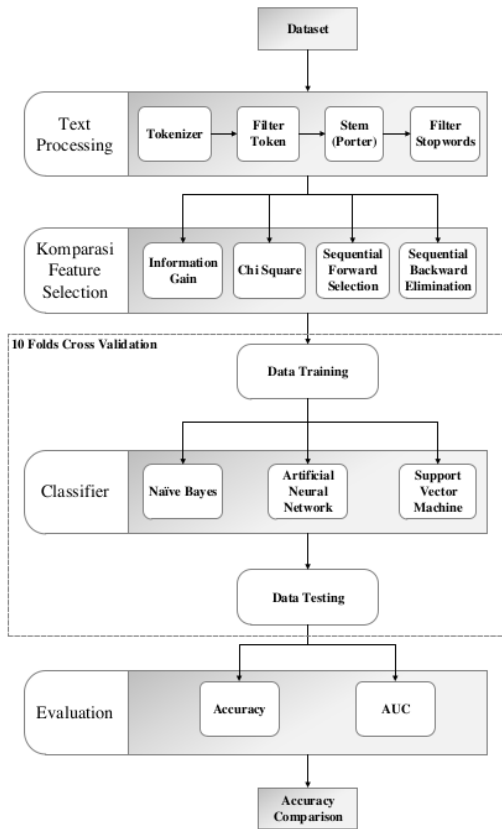 Dataset
Text
Processing
Tokenizer
Filter
Token
Stem
(Porter)
Filter
Stopwords
Komparasi
Feature
Selection
Information
Gain
Chi Square
Sequential
Forward
Selection
Sequential
Backward
Elimination
10 Folds Cross Validation
Data Training
Classifier
Naïve Bayes
Artificial
Neural
Network
Support
Vector
Machine
Data Testing
Evaluation
Accuracy
AUC
Accuracy
Comparison